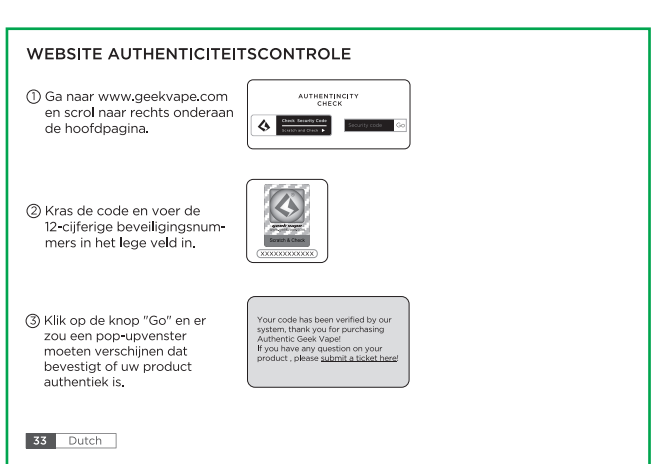 WEBSITE AUTHENTICITEITSCONTROLE
① Ga naar www.geekvape.com
en scrol naar rechts onderaan
de hoofdpagina.
AUTHENTINCITY
CHECK
Check Security Code
Scratch and Check
Security code
Go
② Kras de code en voer de
12-cijferige beveiligingsnum-
mers in het lege veld in.
geek vape
Scratch & Check
XXXXXXXXXXXX
③ Klik op de knop "Go" en er
zou een pop-upvenster
moeten verschijnen dat
bevestigt of uw product
authentiek is.
Your code has been verified by our
system, thank you for purchasing
Authentic Geek Vape!
If you have any question on your
product , please submit a ticket here!
33 Dutch